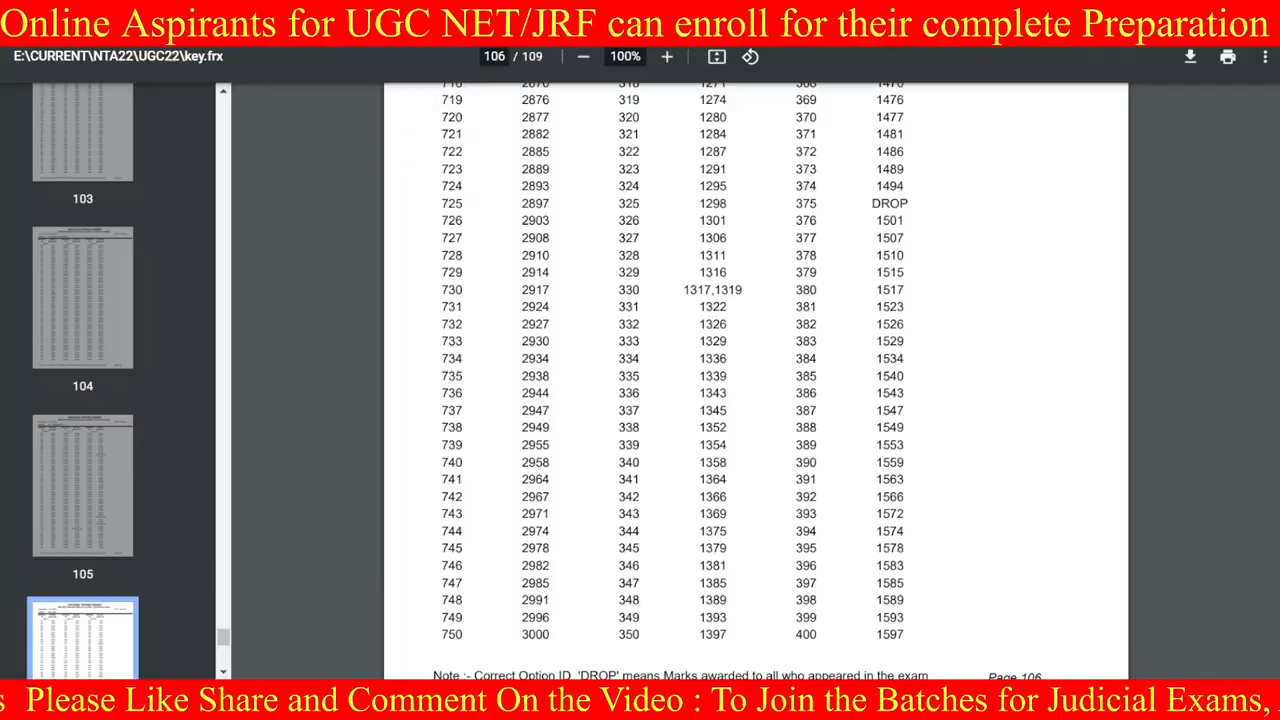 Online Aspirants for UGC NET/JRF can enroll for their complete Preparation
E:\CURRENT\NTA22\UGC22\key.frx 106 / 109 100%
719 2876 319 1274 369 1476
720 2877 320 1280 370 1477
721 2882 321 1284 371 1481
722 2885 322 1287 372 1486
723 2889 323 1291 373 1489
724 2893 324 1295 374 1494
725 2897 325 1298 375 DROP
726 2903 326 1301 376 1501
727 2908 327 1306 377 1507
728 2910 328 1311 378 1510
729 2914 329 1316 379 1515
730 2917 330 1317,1319 380 1517
731 2924 331 1322 381 1523
732 2927 332 1326 382 1526
733 2930 333 1329 383 1529
734 2934 334 1336 384 1534
735 2938 335 1339 385 1540
736 2944 336 1343 386 1543
737 2947 337 1345 387 1547
738 2949 338 1352 388 1549
739 2955 339 1354 389 1553
740 2958 340 1358 390 1559
741 2964 341 1364 391 1563
742 2967 342 1366 392 1566
743 2971 343 1369 393 1572
744 2974 344 1375 394 1574
745 2978 345 1379 395 1578
746 2982 346 1381 396 1583
747 2985 347 1385 397 1585
748 2991 348 1389 398 1589
749 2996 349 1393 399 1593
750 3000 350 1397 400 1597
Note :- Correct Option ID 'DROP' means Marks awarded to all who appeared in the exam Page 106
103
104
105
s Please Like Share and Comment On the Video : To Join the Batches for Judicial Exams,